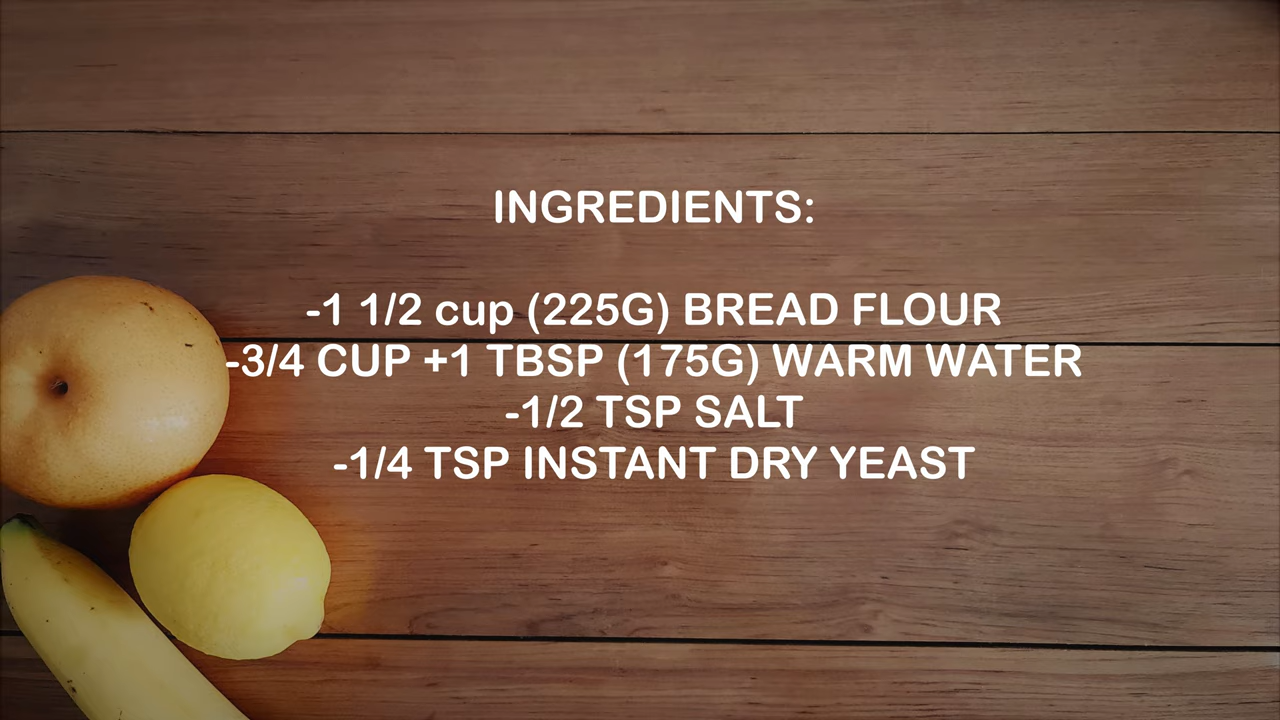 INGREDIENTS:
-1 1/2 cup (225G) BREAD FLOUR
-3/4 CUP +1 TBSP (175G) WARM WATER
-1/2 TSP SALT
-1/4 TSP INSTANT DRY YEAST